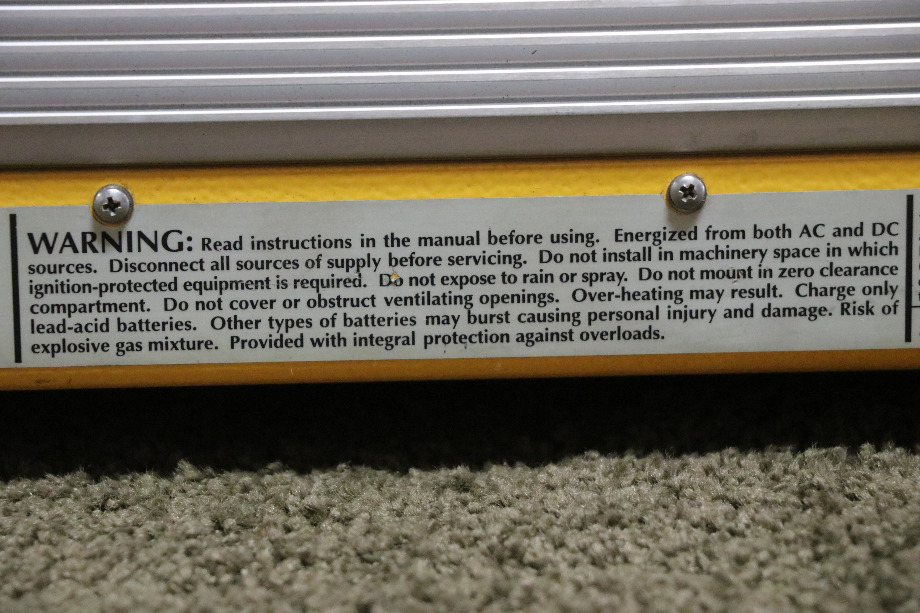 WARNING: Read instructions in the manual before using. Energized from both AC and DC
sources. Disconnect all sources of supply before servicing. Do not install in machinery space in which
ignition-protected equipment is required. Do not expose to rain or spray. Do not mount in zero clearance
compartment. Do not cover or obstruct ventilating openings. Over-heating may result. Charge only
lead-acid batteries. Other types of batteries may burst causing personal injury and damage. Risk of
explosive gas mixture. Provided with integral protection against overloads.